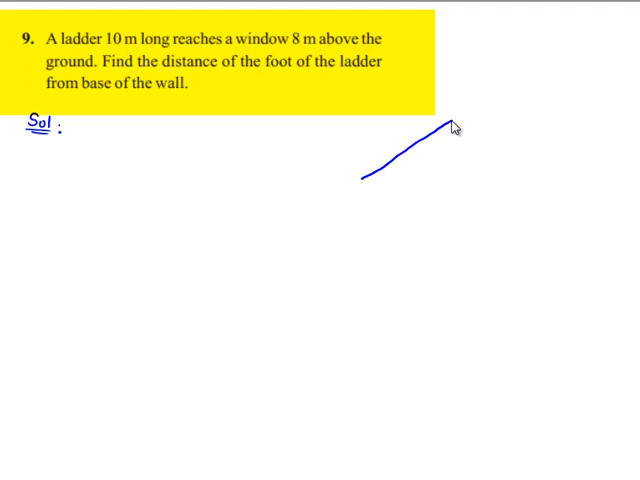 9. A ladder 10 m long reaches a window 8 m above the
ground. Find the distance of the foot of the ladder
from base of the wall.
Sol :